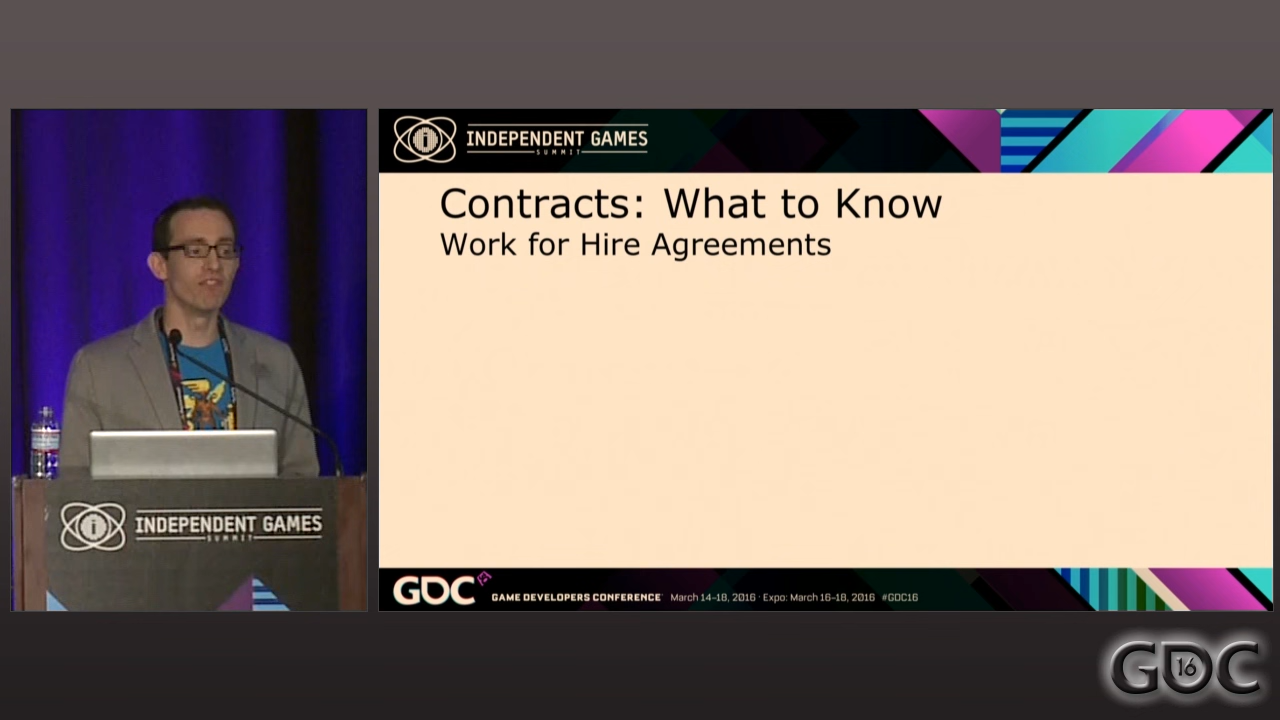 INDEPENDENT GAMES
SUMMIT
Contracts: What to Know
Work for Hire Agreements
INDEPENDENT GAMES
SUMMIT
GDC GAME DEVELOPERS CONFERENCE March 14-18, 2016 · Expo: March 16-18, 2016 #GDC16
GDC 16